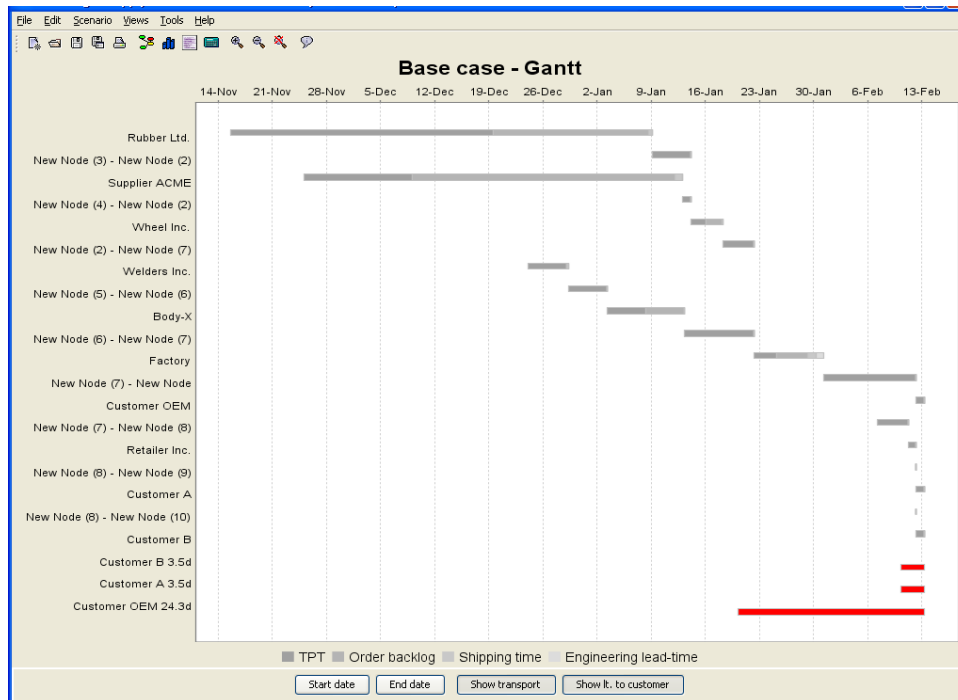 File Edit Scenario Views Tools Help
Base case - Gantt
14-Nov 21-Nov 28-Nov 5-Dec 12-Dec 19-Dec 26-Dec 2-Jan 9-Jan 16-Jan 23-Jan 30-Jan 6-Feb 13-Feb
Rubber Ltd.
New Node (3) - New Node (2)
Supplier ACME
New Node (4) - New Node (2)
Wheel Inc.
New Node (2) - New Node (7)
Welders Inc.
New Node (5) - New Node (6)
Body-X
New Node (6) - New Node (7)
Factory
New Node (7) - New Node
Customer OEM
New Node (7) - New Node (8)
Retailer Inc.
New Node (8) - New Node (9)
Customer A
New Node (8) - New Node (10)
Customer B
Customer B 3.5d
Customer A 3.5d
Customer OEM 24.3d
TPT Order backlog Shipping time Engineering lead-time
Start date End date Show transport Show lt. to customer